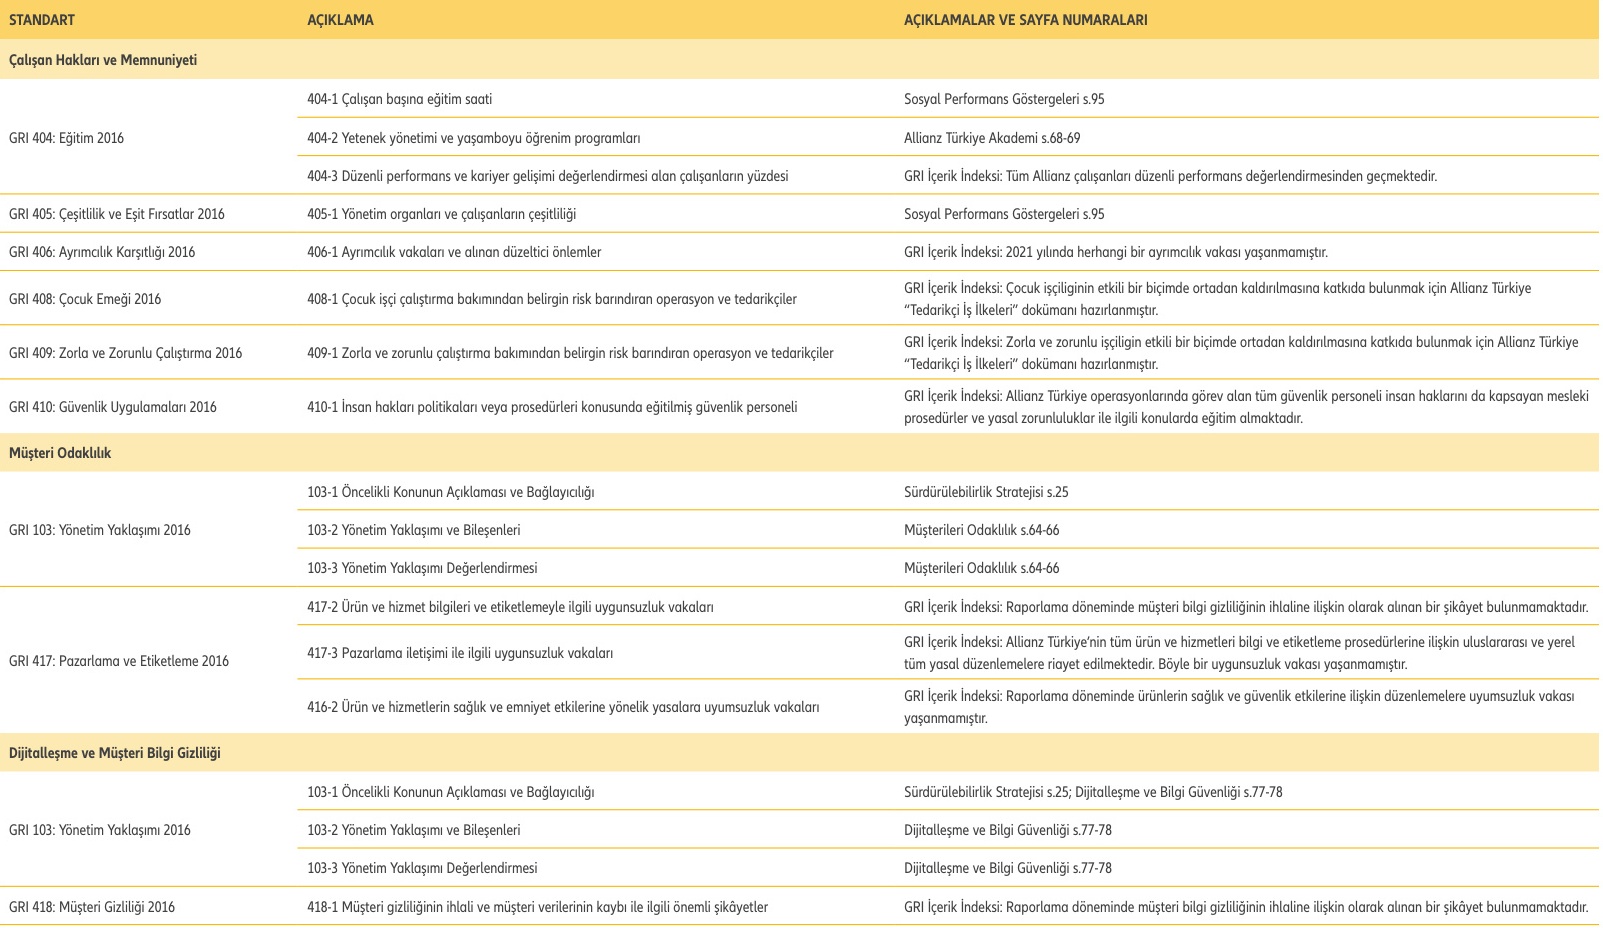 STANDART AÇIKLAMA AÇIKLAMALAR VE SAYFA NUMARALARI
Çalışan Hakları ve Memnuniyeti
404-1 Çalışan başına eğitim saati Sosyal Performans Göstergeleri s.95
GRI 404: Eğitim 2016 404-2 Yetenek yönetimi ve yaşamboyu öğrenim programları Allianz Türkiye Akademi s.68-69
404-3 Düzenli performans ve kariyer gelişimi değerlendirmesi alan çalışanların yüzdesi GRI İçerik İndeksi: Tüm Allianz çalışanları düzenli performans değerlendirmesinden geçmektedir.
GRI 405: Çeşitlilik ve Eşit Fırsatlar 2016 405-1 Yönetim organları ve çalışanların çeşitliliği Sosyal Performans Göstergeleri s.95
GRI 406: Ayrımcılık Karşıtlığı 2016 406-1 Ayrımcılık vakaları ve alınan düzeltici önlemler GRI İçerik İndeksi: 2021 yılında herhangi bir ayrımcılık vakası yaşanmamıştır.
GRI 408: Çocuk Emeği 2016 408-1 Çocuk işçi çalıştırma bakımından belirgin risk barındıran operasyon ve tedarikçiler GRI İçerik İndeksi: Çocuk işçiliginin etkili bir biçimde ortadan kaldırılmasına katkıda bulunmak için Allianz Türkiye
“Tedarikçi İş İlkeleri” dokümanı hazırlanmıştır.
GRI 409: Zorla ve Zorunlu Çalıştırma 2016 409-1 Zorla ve zorunlu çalıştırma bakımından belirgin risk barındıran operasyon ve tedarikçiler GRI İçerik İndeksi: Zorla ve zorunlu işçiligin etkili bir biçimde ortadan kaldırılmasına katkıda bulunmak için Allianz Türkiye
“Tedarikçi İş İlkeleri” dokümanı hazırlanmıştır.
GRI 410: Güvenlik Uygulamaları 2016 410-1 İnsan hakları politikaları veya prosedürleri konusunda eğitilmiş güvenlik personeli GRI İçerik İndeksi: Allianz Türkiye operasyonlarında görev alan tüm güvenlik personeli insan haklarını da kapsayan mesleki
prosedürler ve yasal zorunluluklar ile ilgili konularda eğitim almaktadır.
Müşteri Odaklılık
103-1 Öncelikli Konunun Açıklaması ve Bağlayıcılığı Sürdürülebilirlik Stratejisi s.25
GRI 103: Yönetim Yaklaşımı 2016 103-2 Yönetim Yaklaşımı ve Bileşenleri Müşterileri Odaklılık s.64-66
103-3 Yönetim Yaklaşımı Değerlendirmesi Müşterileri Odaklılık s.64-66
417-2 Ürün ve hizmet bilgileri ve etiketlemeyle ilgili uygunsuzluk vakaları GRI İçerik İndeksi: Raporlama döneminde müşteri bilgi gizliliğinin ihlaline ilişkin olarak alınan bir şikâyet bulunmamaktadır.
GRI 417: Pazarlama ve Etiketleme 2016 417-3 Pazarlama iletişimi ile ilgili uygunsuzluk vakaları GRI İçerik İndeksi: Allianz Türkiye’nin tüm ürün ve hizmetleri bilgi ve etiketleme prosedürlerine ilişkin uluslararası ve yerel
tüm yasal düzenlemelere riayet edilmektedir. Böyle bir uygunsuzluk vakası yaşanmamıştır.
416-2 Ürün ve hizmetlerin sağlık ve emniyet etkilerine yönelik yasalara uyumsuzluk vakaları GRI İçerik İndeksi: Raporlama döneminde ürünlerin sağlık ve güvenlik etkilerine ilişkin düzenlemelere uyumsuzluk vakası
yaşanmamıştır.
Dijitalleşme ve Müşteri Bilgi Gizliliği
103-1 Öncelikli Konunun Açıklaması ve Bağlayıcılığı Sürdürülebilirlik Stratejisi s.25; Dijitalleşme ve Bilgi Güvenliği s.77-78
GRI 103: Yönetim Yaklaşımı 2016 103-2 Yönetim Yaklaşımı ve Bileşenleri Dijitalleşme ve Bilgi Güvenliği s.77-78
103-3 Yönetim Yaklaşımı Değerlendirmesi Dijitalleşme ve Bilgi Güvenliği s.77-78
GRI 418: Müşteri Gizliliği 2016 418-1 Müşteri gizliliğinin ihlali ve müşteri verilerinin kaybı ile ilgili önemli şikâyetler GRI İçerik İndeksi: Raporlama döneminde müşteri bilgi gizliliğinin ihlaline ilişkin olarak alınan bir şikâyet bulunmamaktadır.